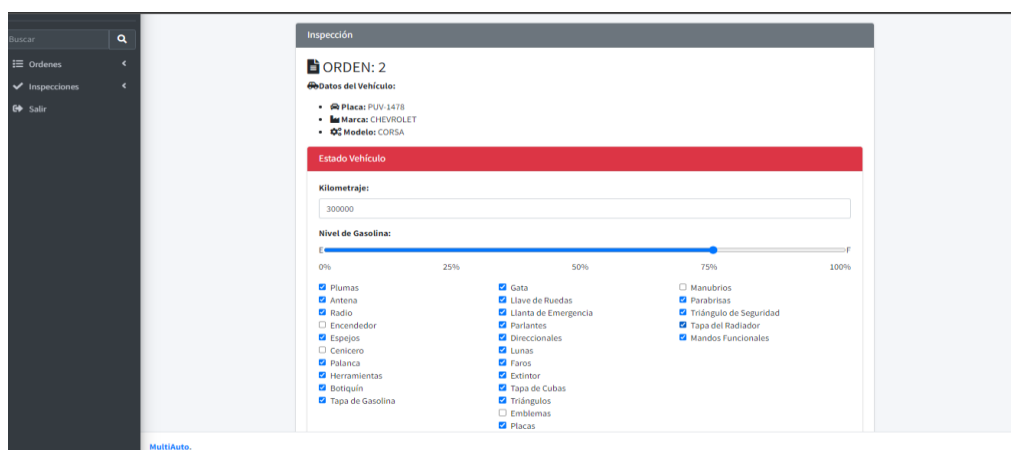 Buscar
Ordenes
Inspecciones
Salir
Inspección
ORDEN: 2
Datos del Vehículo:
Placa: PUV-1478
Marca: CHEVROLET
Modelo: CORSA
Estado Vehículo
Kilometraje:
300000
Nivel de Gasolina:
E F
0% 25% 50% 75% 100%
Plumas
Antena
Radio
Encendedor
Espejos
Cenicero
Palanca
Herramientas
Botiquín
Tapa de Gasolina
Gata
Llave de Ruedas
Llanta de Emergencia
Parlantes
Direccionales
Lunas
Faros
Extintor
Tapa de Cubas
Triángulos
Emblemas
Placas
Manubrios
Parabrisas
Triángulo de Seguridad
Tapa del Radiador
Mandos Funcionales
MultiAuto.